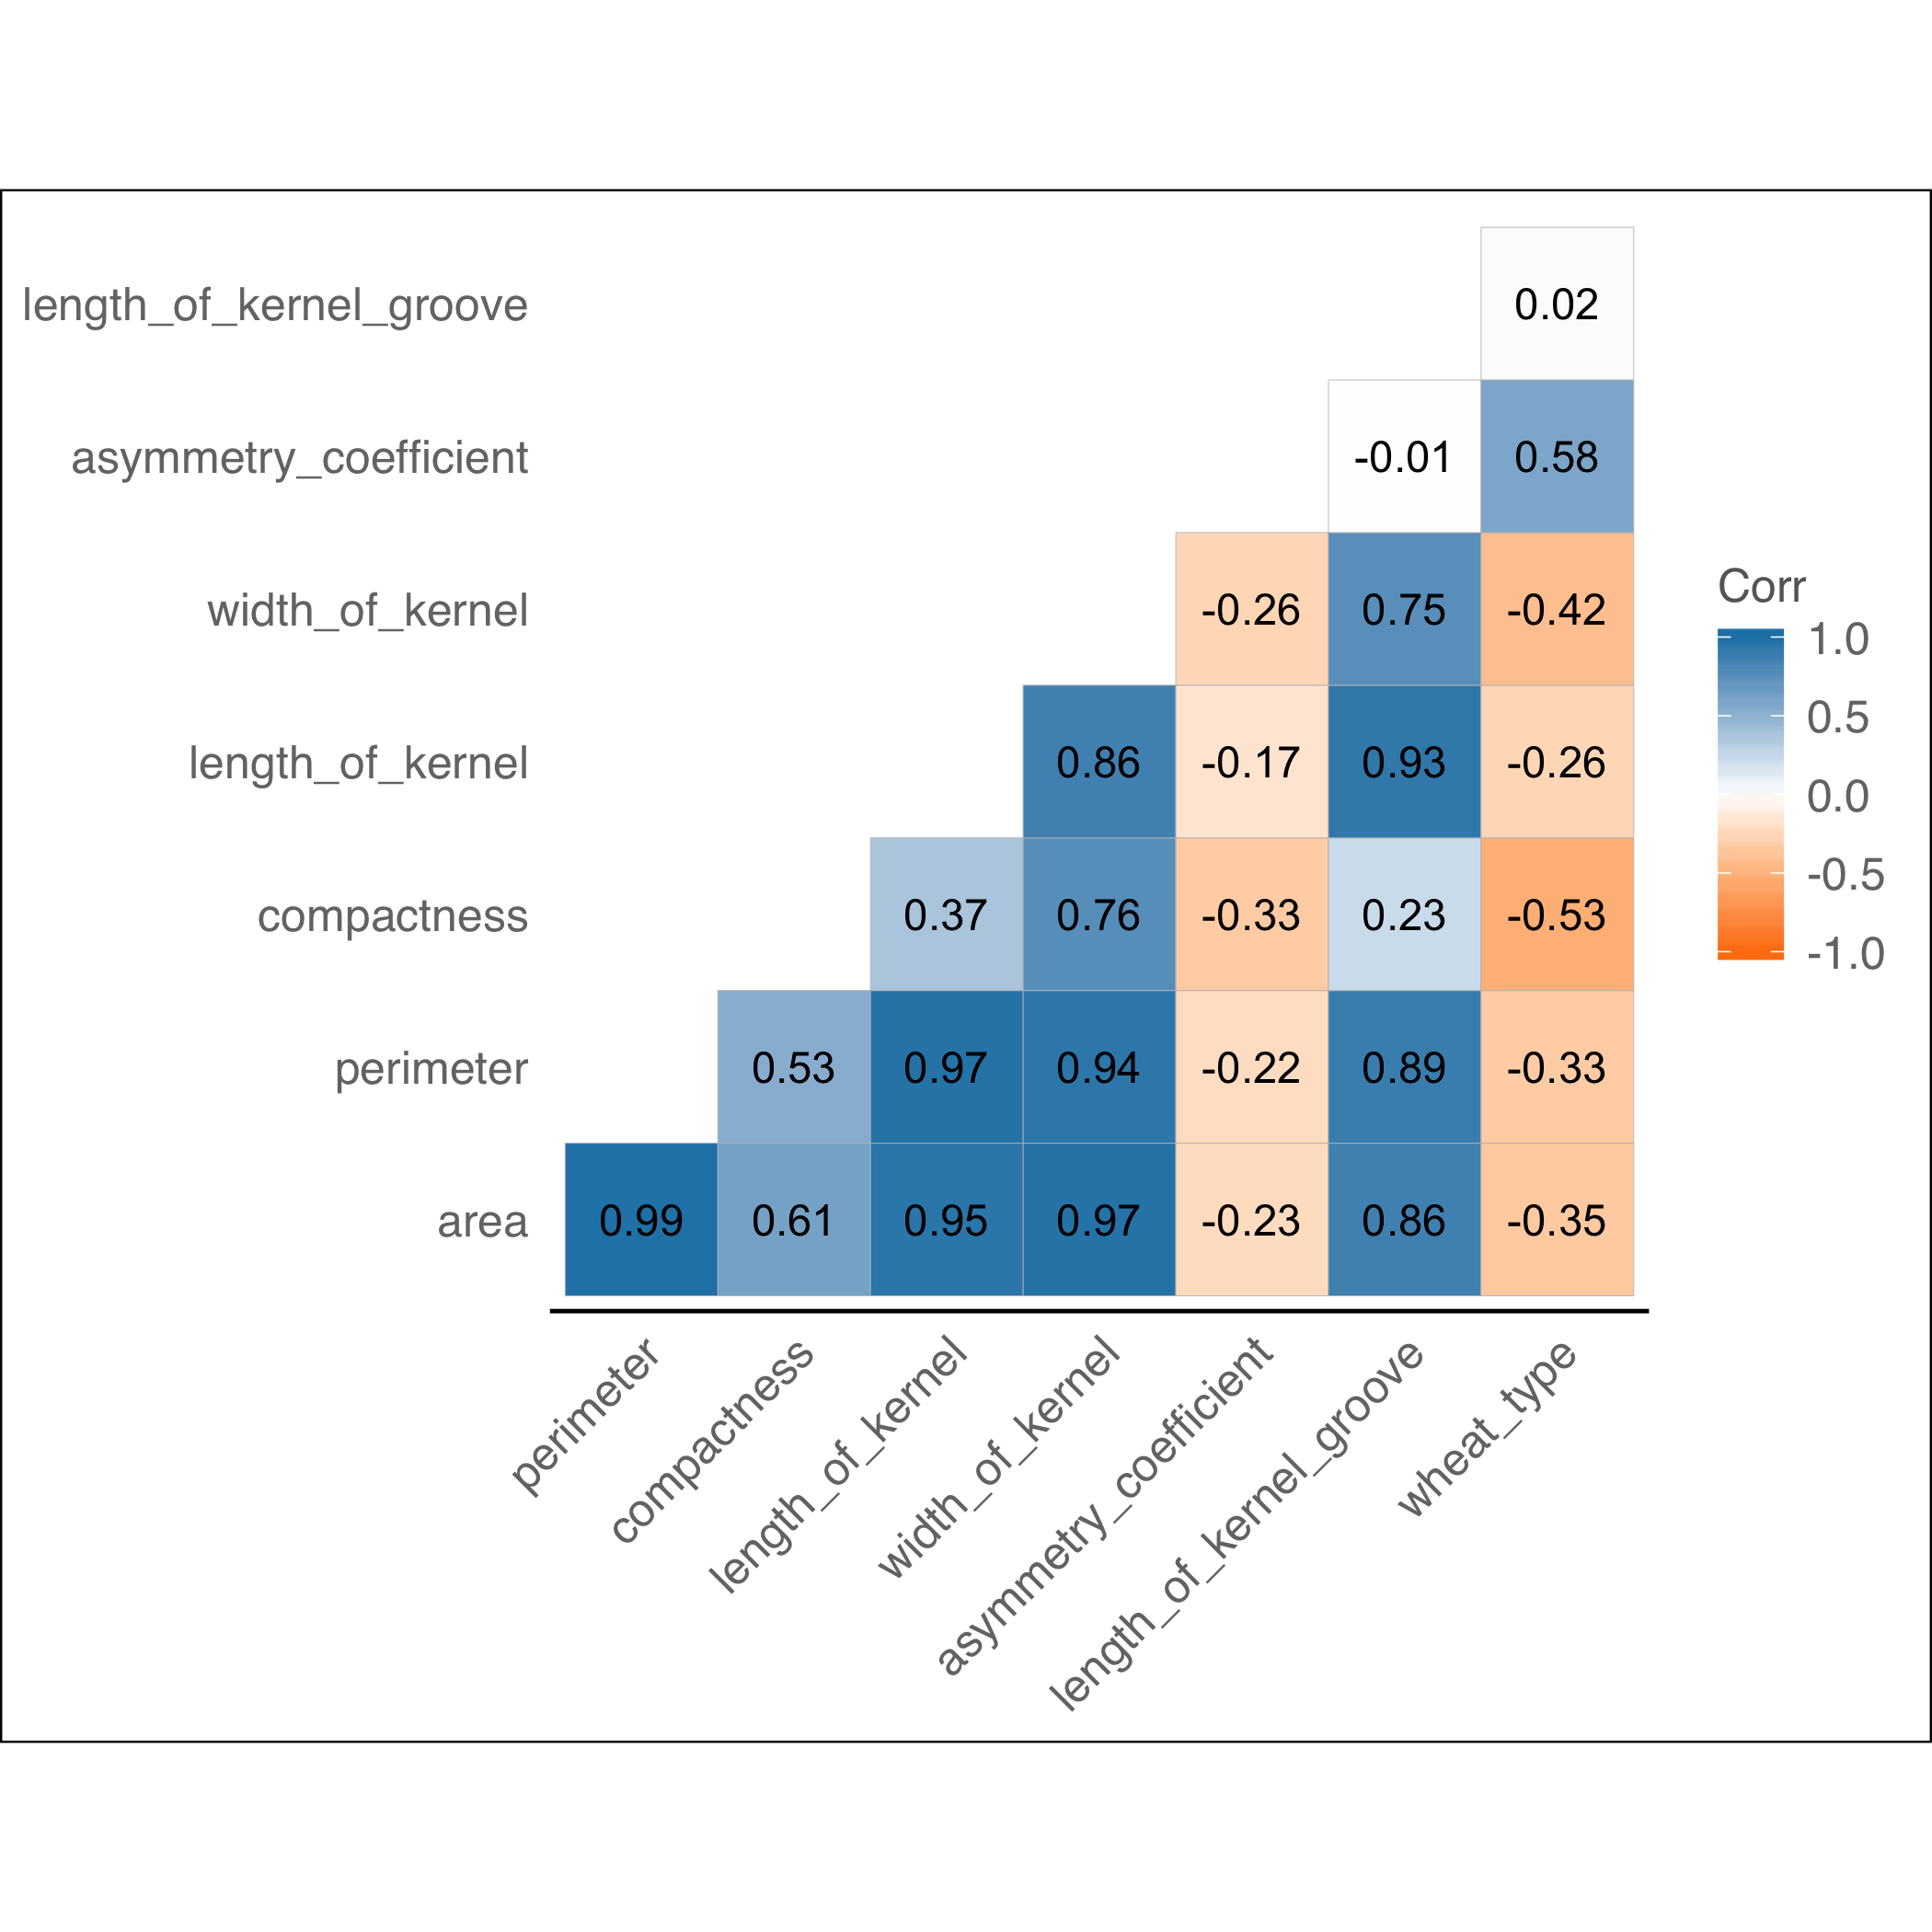 length_of_kernel_groove 0.02
asymmetry_coefficient -0.01 0.58
width_of_kernel -0.26 0.75 -0.42
length_of_kernel 0.86 -0.17 0.93 -0.26
compactness 0.37 0.76 -0.33 0.23 -0.53
perimeter 0.53 0.97 0.94 -0.22 0.89 -0.33
area 0.99 0.61 0.95 0.97 -0.23 0.86 -0.35
perimeter
compactness
length_of_kernel
width_of_kernel
asymmetry_coefficient
length_of_kernel_groove
wheat_type
Corr
1.0
0.5
0.0
-0.5
-1.0